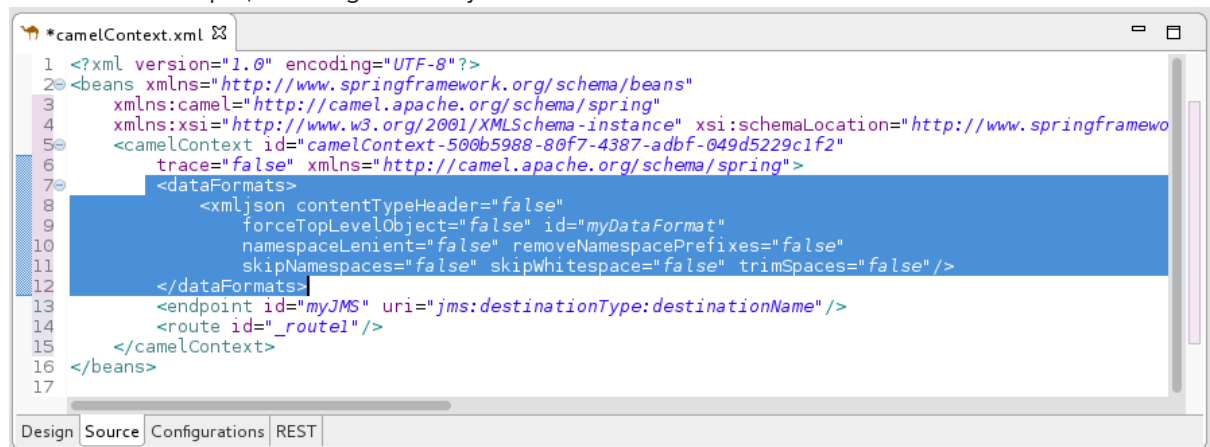 *camelContext.xml
1 <?xml version="1.0" encoding="UTF-8"?>
2 <beans xmlns="http://www.springframework.org/schema/beans"
3 xmlns:camel="http://camel.apache.org/schema/spring"
4 xmlns:xsi="http://www.w3.org/2001/XMLSchema-instance" xsi:schemaLocation="http://www.springframewo
5 <camelContext id="camelContext-500b5988-80f7-4387-adbf-049d5229c1f2"
6 trace="false" xmlns="http://camel.apache.org/schema/spring">
7 <dataFormats>
8 <xmljson contentTypeHeader="false"
9 forceTopLevelObject="false" id="myDataFormat"
10 namespaceLenient="false" removeNamespacePrefixes="false"
11 skipNamespaces="false" skipWhitespace="false" trimSpaces="false"/>
12 </dataFormats>
13 <endpoint id="myJMS" uri="jms:destinationType:destinationName"/>
14 <route id="_route1"/>
15 </camelContext>
16 </beans>
17
Design Source Configurations REST